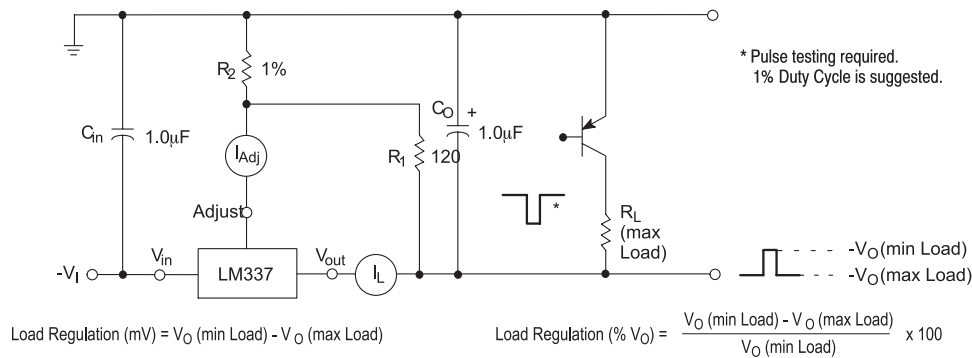 R2 1%
* Pulse testing required.
1% Duty Cycle is suggested.
Cin 1.0μF
IAdj
CO + 1.0μF
R1 120
Adjust
*
RL
(max
Load)
-VI Vin LM337 Vout IL
-VO (min Load)
-VO (max Load)
Load Regulation (mV) = VO (min Load) - VO (max Load)
Load Regulation (% VO) = VO (min Load) - VO (max Load) / VO (min Load) x 100